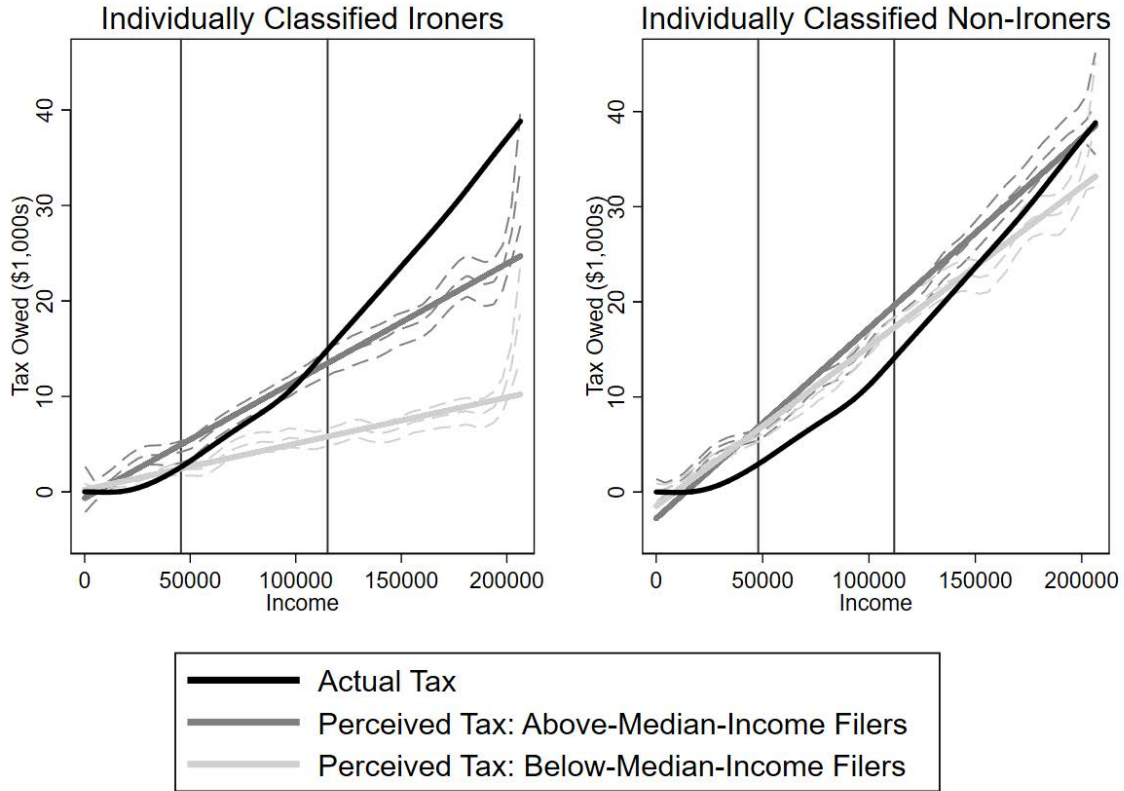 Individually Classified Ironers
Individually Classified Non-Ironers
Tax Owed ($1,000s)
40
30
20
10
0
0 50000 100000 150000 200000
Income
Tax Owed ($1,000s)
40
30
20
10
0
0 50000 100000 150000 200000
Income
Actual Tax
Perceived Tax: Above-Median-Income Filers
Perceived Tax: Below-Median-Income Filers